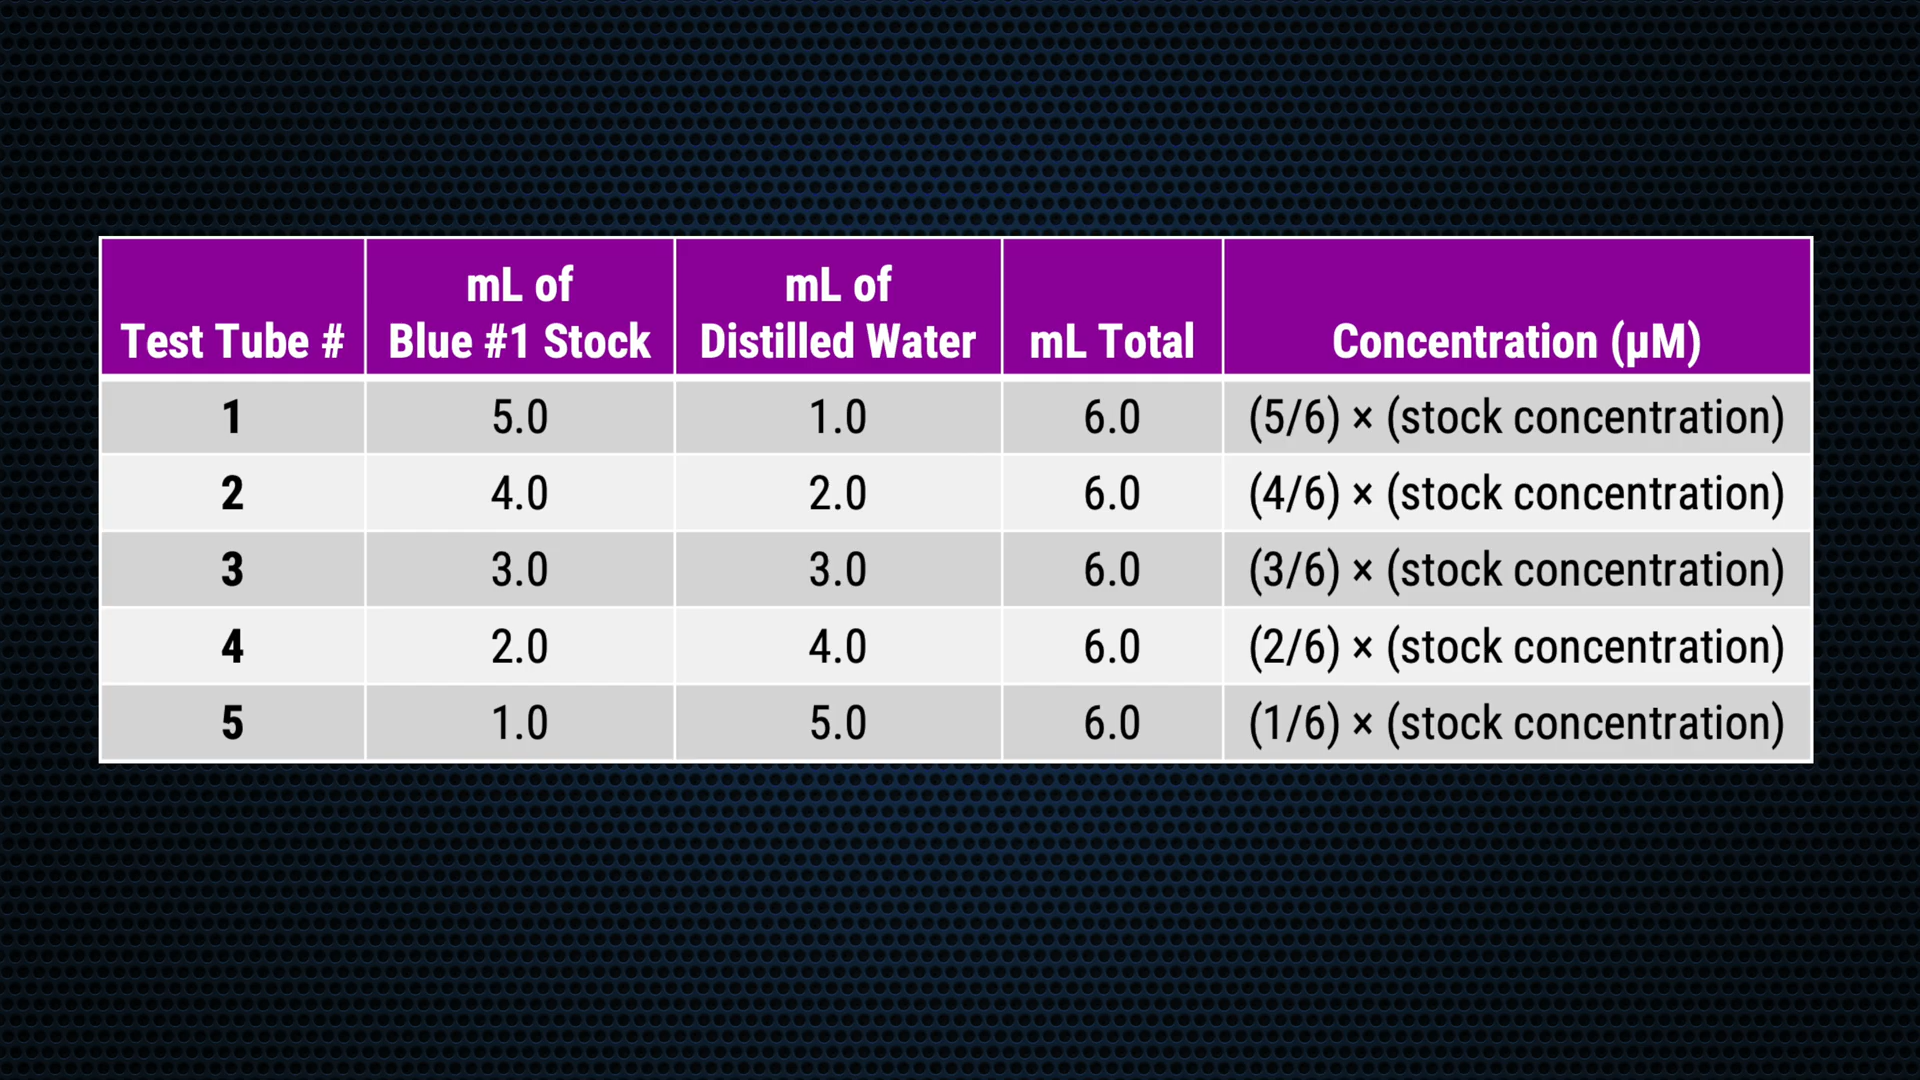 Test Tube # | mL of Blue #1 Stock | mL of Distilled Water | mL Total | Concentration (µM)
1 | 5.0 | 1.0 | 6.0 | (5/6) × (stock concentration)
2 | 4.0 | 2.0 | 6.0 | (4/6) × (stock concentration)
3 | 3.0 | 3.0 | 6.0 | (3/6) × (stock concentration)
4 | 2.0 | 4.0 | 6.0 | (2/6) × (stock concentration)
5 | 1.0 | 5.0 | 6.0 | (1/6) × (stock concentration)